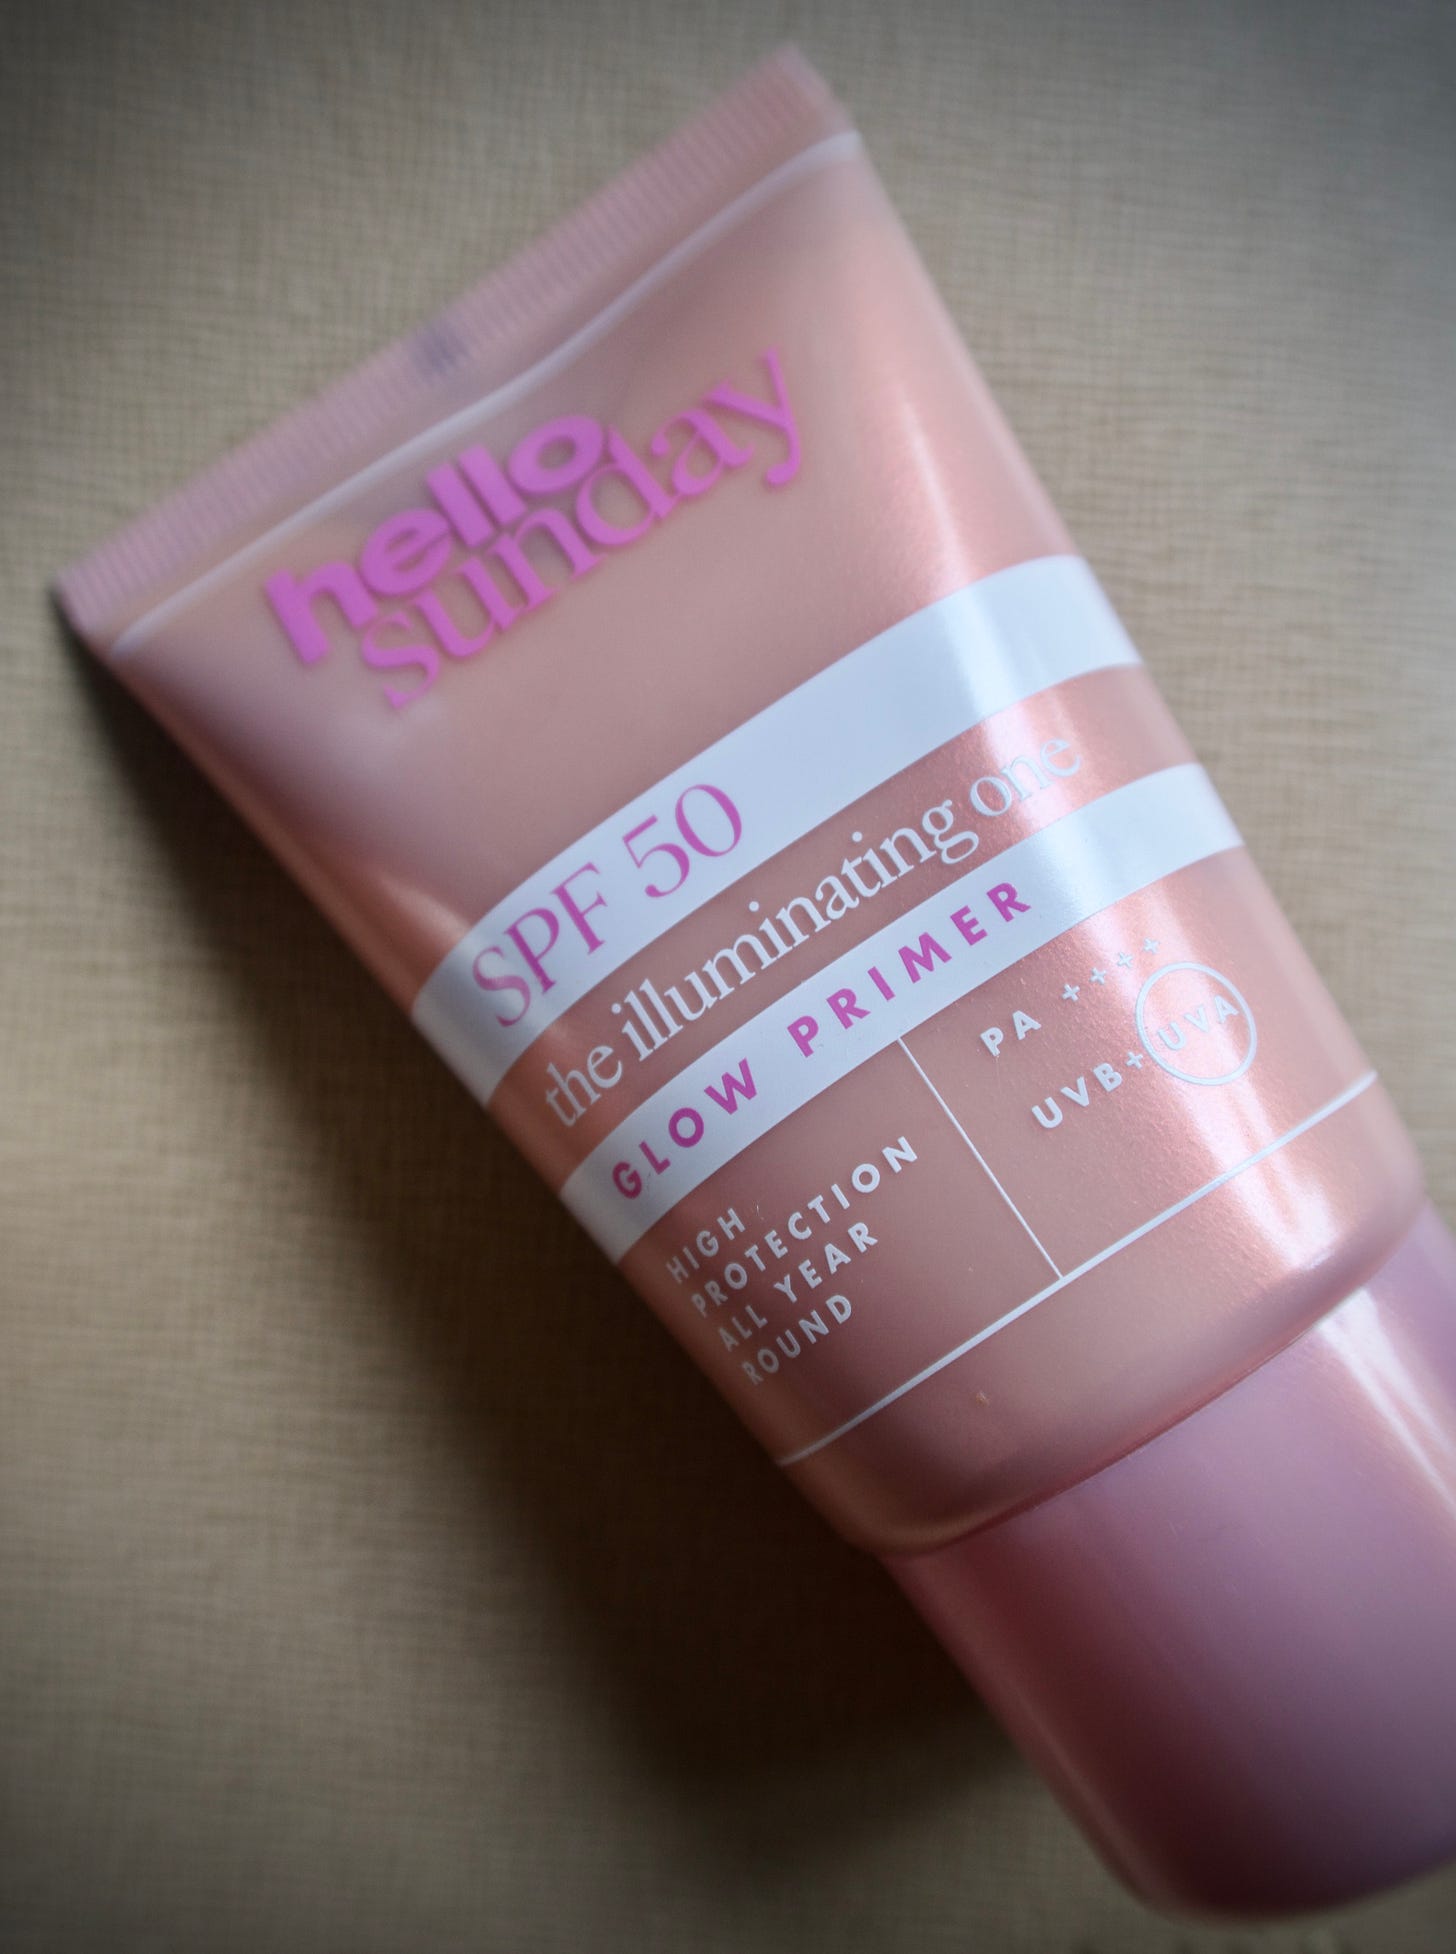 hello
sunday
SPF 50
the illuminating one
GLOW PRIMER
HIGH
PROTECTION
ALL YEAR
ROUND
PA ++++
UVB+UVA